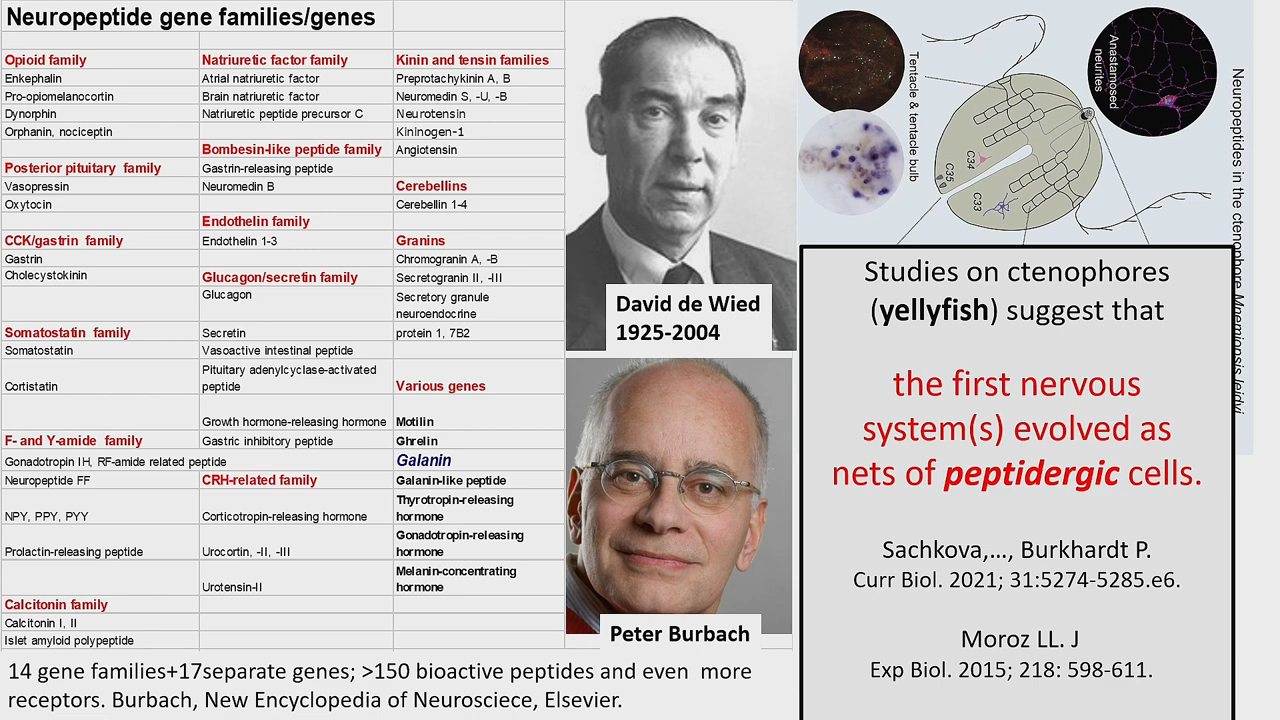 Neuropeptide gene families/genes
Opioid family
Enkephalin
Pro-opiomelanocortin
Dynorphin
Orphanin, nociceptin
Posterior pituitary family
Vasopressin
Oxytocin
CCK/gastrin family
Gastrin
Cholecystokinin
Somatostatin family
Somatostatin
Cortistatin
F- and Y-amide family
Gonadotropin IH, RF-amide related peptide
Neuropeptide FF
NPY, PPY, PYY
Prolactin-releasing peptide
Calcitonin family
Calcitonin I, II
Islet amyloid polypeptide
Natriuretic factor family
Atrial natriuretic factor
Brain natriuretic factor
Natriuretic peptide precursor C
Bombesin-like peptide family
Gastrin-releasing peptide
Neuromedin B
Endothelin family
Endothelin 1-3
Glucagon/secretin family
Glucagon
Secretin
Vasoactive intestinal peptide
Pituitary adenylcyclase-activated
peptide
Growth hormone-releasing hormone
Gastric inhibitory peptide
CRH-related family
Corticotropin-releasing hormone
Urocortin, -II, -III
Urotensin-II
Kinin and tensin families
Preprotachykinin A, B
Neuromedin S, -U, -B
Neurotensin
Kininogen-1
Angiotensin
Cerebellins
Cerebellin 1-4
Granins
Chromogranin A, -B
Secretogranin II, -III
Secretory granule
neuroendocrine
protein 1, 7B2
Various genes
Motilin
Ghrelin
Galanin
Galanin-like peptide
Thyrotropin-releasing
hormone
Gonadotropin-releasing
hormone
Melanin-concentrating
hormone
14 gene families+17separate genes; >150 bioactive peptides and even more
receptors. Burbach, New Encyclopedia of Neurosciece, Elsevier.
David de Wied
1925-2004
Peter Burbach
Tentacle & tentacle bulb
C34
C35
C33
Anastamosed
neurites
Neuropeptides in the ctenophore Mnemiopsis leidyi
Studies on ctenophores
(yellyfish) suggest that
the first nervous
system(s) evolved as
nets of peptidergic cells.
Sachkova,..., Burkhardt P.
Curr Biol. 2021; 31:5274-5285.e6.
Moroz LL. J
Exp Biol. 2015; 218: 598-611.